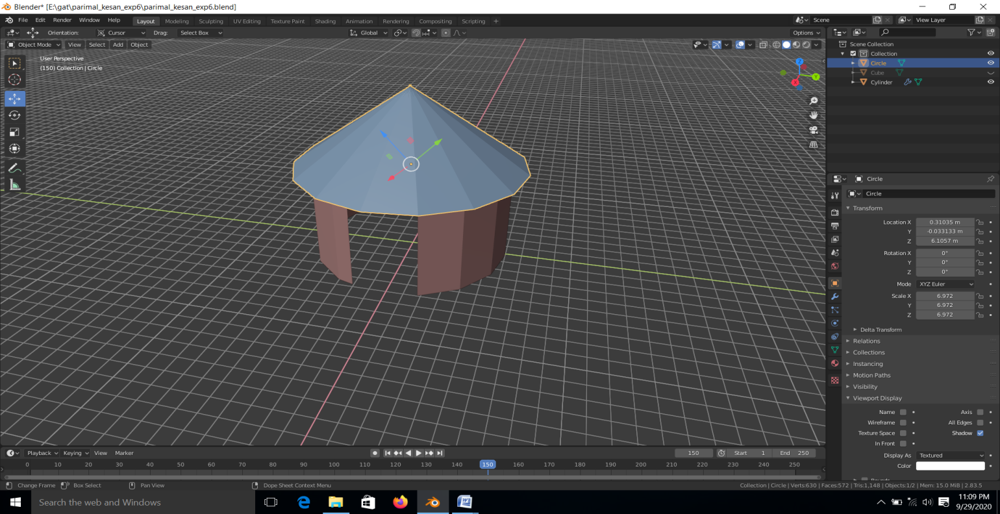 Blender* [E:\gat\parimal_kesan_exp6\parimal_kesan_exp6.blend]
File Edit Render Window Help Layout Modeling Sculpting UV Editing Texture Paint Shading Animation Rendering Compositing Scripting + Scene View Layer
Orientation: Cursor Drag: Select Box Global Options
Object Mode View Select Add Object
User Perspective
(150) Collection | Circle
Z
Y
X
Scene Collection
Collection
Circle
Cube
Cylinder
Circle
Circle
Transform
Location X 0.31035 m
Y -0.033133 m
Z 6.1057 m
Rotation X 0°
Y 0°
Z 0°
Mode XYZ Euler
Scale X 6.972
Y 6.972
Z 6.972
Delta Transform
Relations
Collections
Instancing
Motion Paths
Visibility
Viewport Display
Name Axis
Wireframe All Edges
Texture Space Shadow
In Front
Display As Textured
Color
Playback Keying View Marker 150 Start 1 End 250
0 10 20 30 40 50 60 70 80 90 100 110 120 130 140 150 160 170 180 190 200 210 220 230 240 250
Change Frame Box Select Pan View Dope Sheet Context Menu Collection | Circle | Verts:630 | Faces:572 | Tris:1,148 | Objects:1/2 | Mem: 15.0 MiB | 2.83.5
Search the web and Windows
11:09 PM
9/29/2020